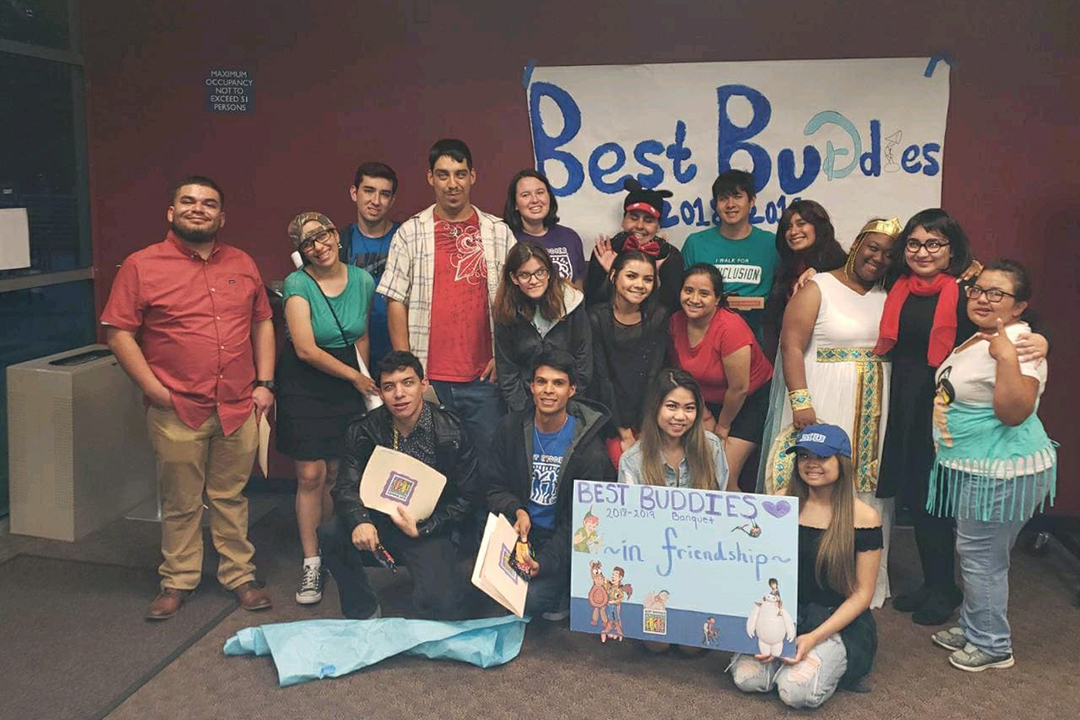 MAXIMUM
OCCUPANCY
NOT TO
EXCEED 51
PERSONS
Best Buddies
2018-2019
I WALK FOR
INCLUSION
BEST BUDDIES
2018-2019 Banquet
~in friendship~